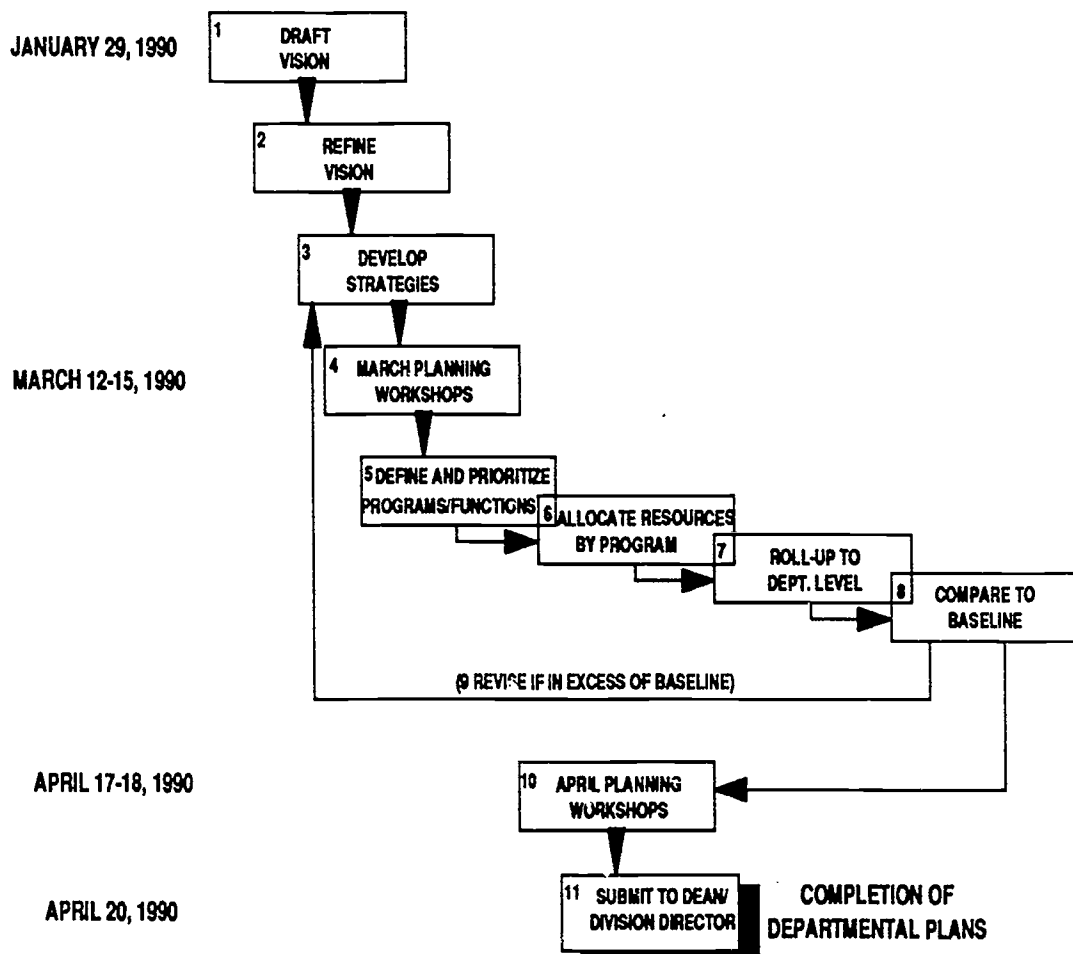 JANUARY 29, 1990
1
DRAFT
VISION
2
REFINE
VISION
3
DEVELOP
STRATEGIES
MARCH 12-15, 1990
4
MARCH PLANNING
WORKSHOPS
5 DEFINE AND PRIORITIZE
PROGRAMS/FUNCTIONS
6
ALLOCATE RESOURCES
BY PROGRAM
7
ROLL-UP TO
DEPT. LEVEL
8
COMPARE TO
BASELINE
(9 REVISE IF IN EXCESS OF BASELINE)
APRIL 17-18, 1990
10
APRIL PLANNING
WORKSHOPS
APRIL 20, 1990
11
SUBMIT TO DEAN/
DIVISION DIRECTOR
COMPLETION OF
DEPARTMENTAL PLANS